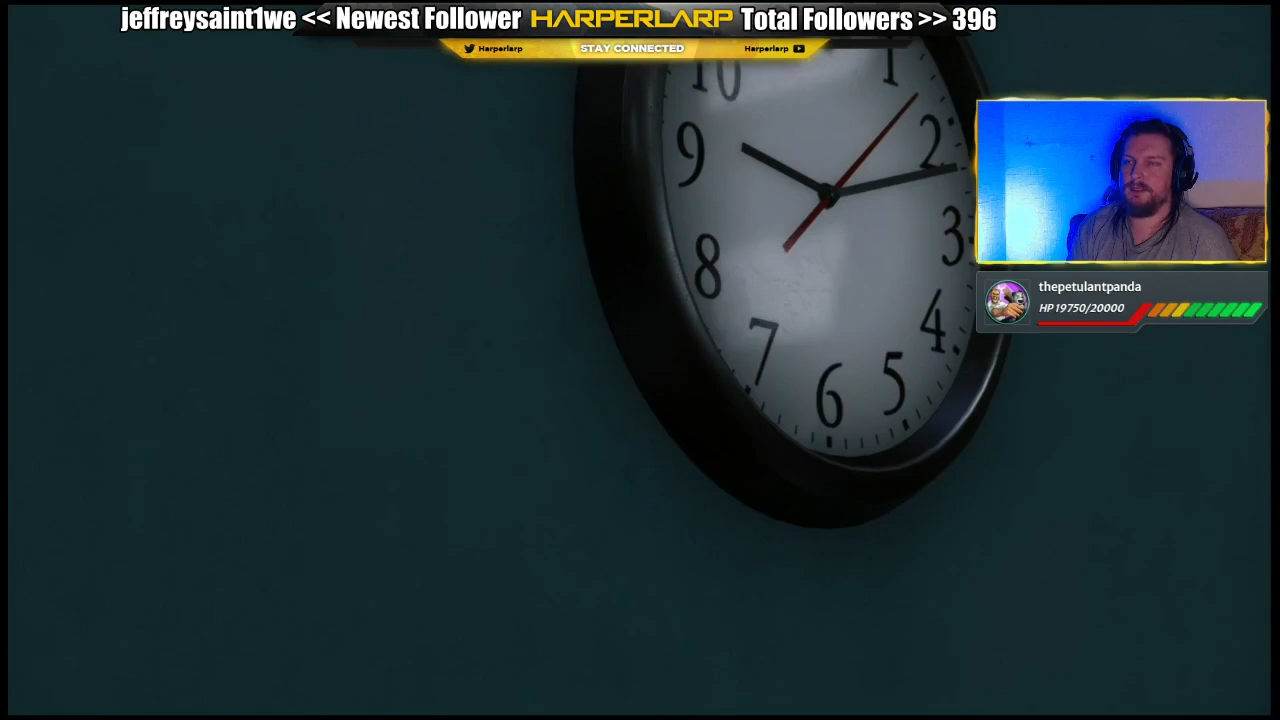 jeffreysaint1we << Newest Follower HARPERLARP Total Followers >> 396
Harperlarp STAY CONNECTED Harperlarp
10 1
9 2
8 3
7 4
6 5
thepetulantpanda
HP 19750/20000